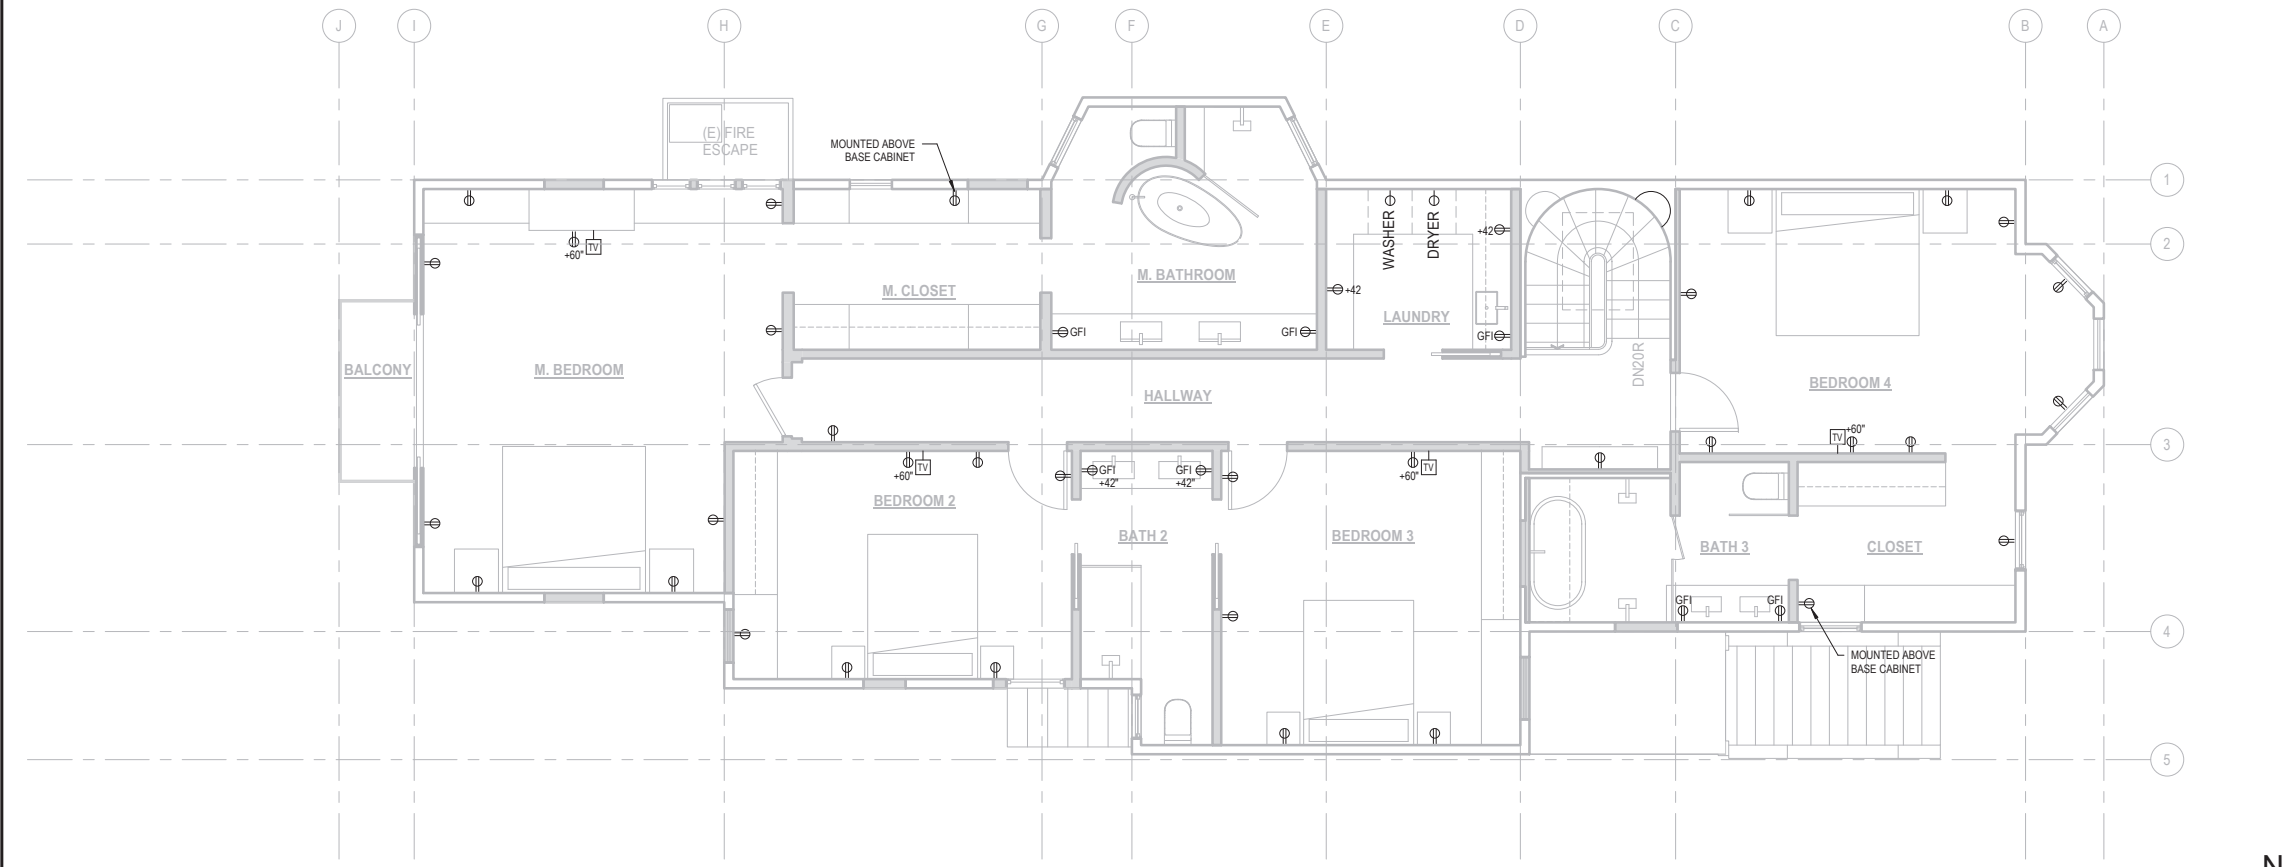 J I H G F E D C B A
(E) FIRE
ESCAPE
MOUNTED ABOVE
BASE CABINET
1
WASHER
DRYER
+42
2
TV
+60"
M. BATHROOM
M. CLOSET
+42
LAUNDRY
GFI
GFI
GFI
DN20R
BALCONY
M. BEDROOM
HALLWAY
BEDROOM 4
TV
+60"
3
+60"
TV
GFI
+42"
GFI
+42"
+60"
TV
BEDROOM 2
BATH 2
BEDROOM 3
BATH 3
CLOSET
GFI
GFI
4
MOUNTED ABOVE
BASE CABINET
5